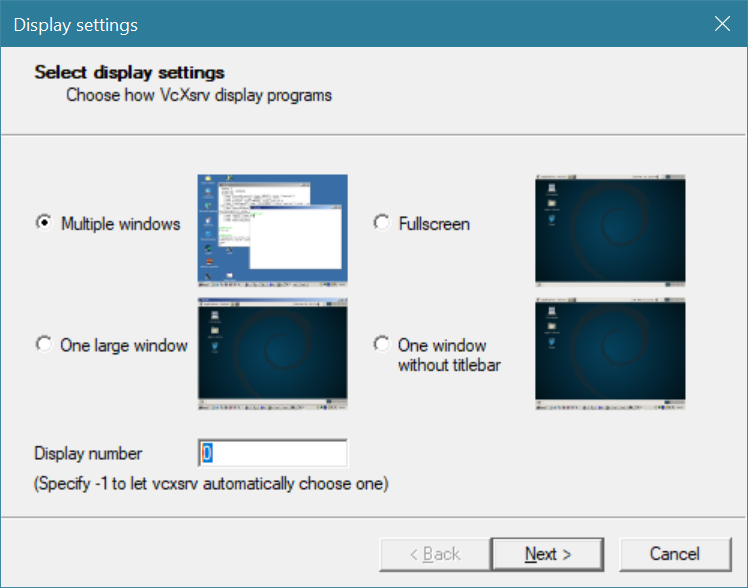 Display settings
Select display settings
Choose how VcXsrv display programs
Multiple windows
Fullscreen
One large window
One window
without titlebar
Display number
0
(Specify -1 to let vcxsrv automatically choose one)
< Back
Next >
Cancel